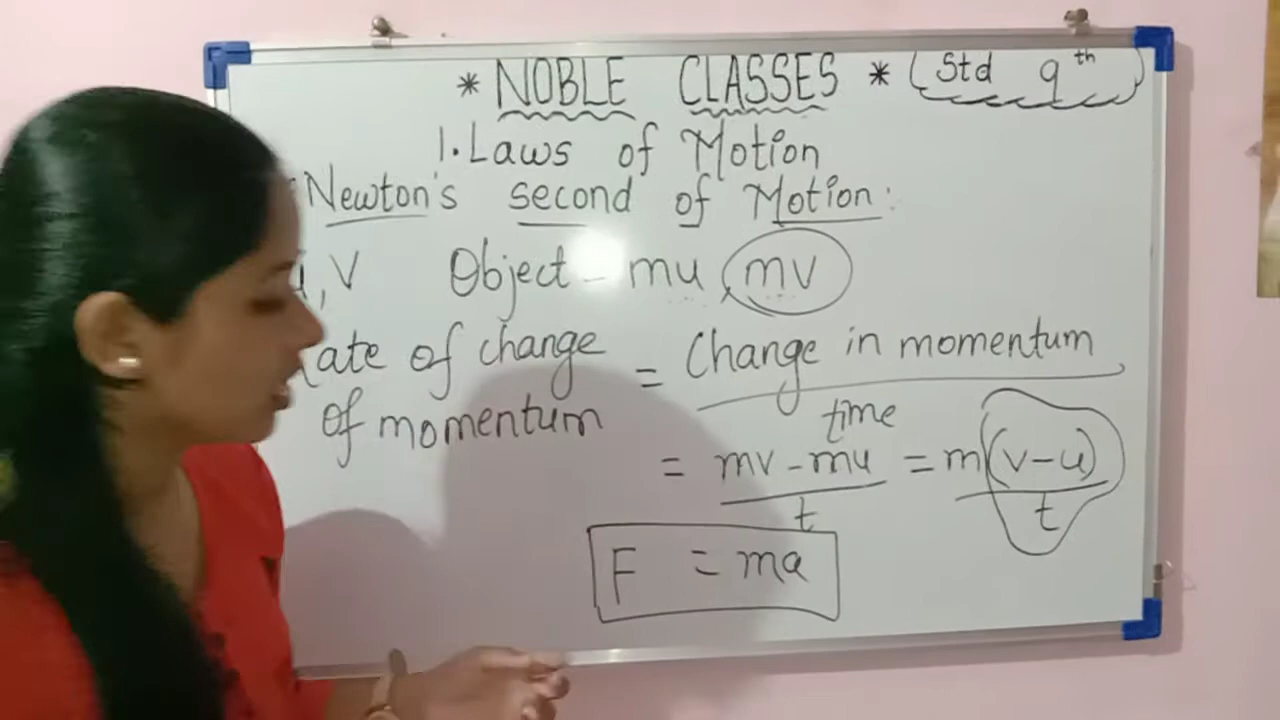 * NOBLE CLASSES * (Std 9th)
1. Laws of Motion
Newton's second of Motion:
u, V Object - mu, mv
Rate of change of momentum = Change in momentum / time
= mv - mu / t = m(v-u) / t
F = ma